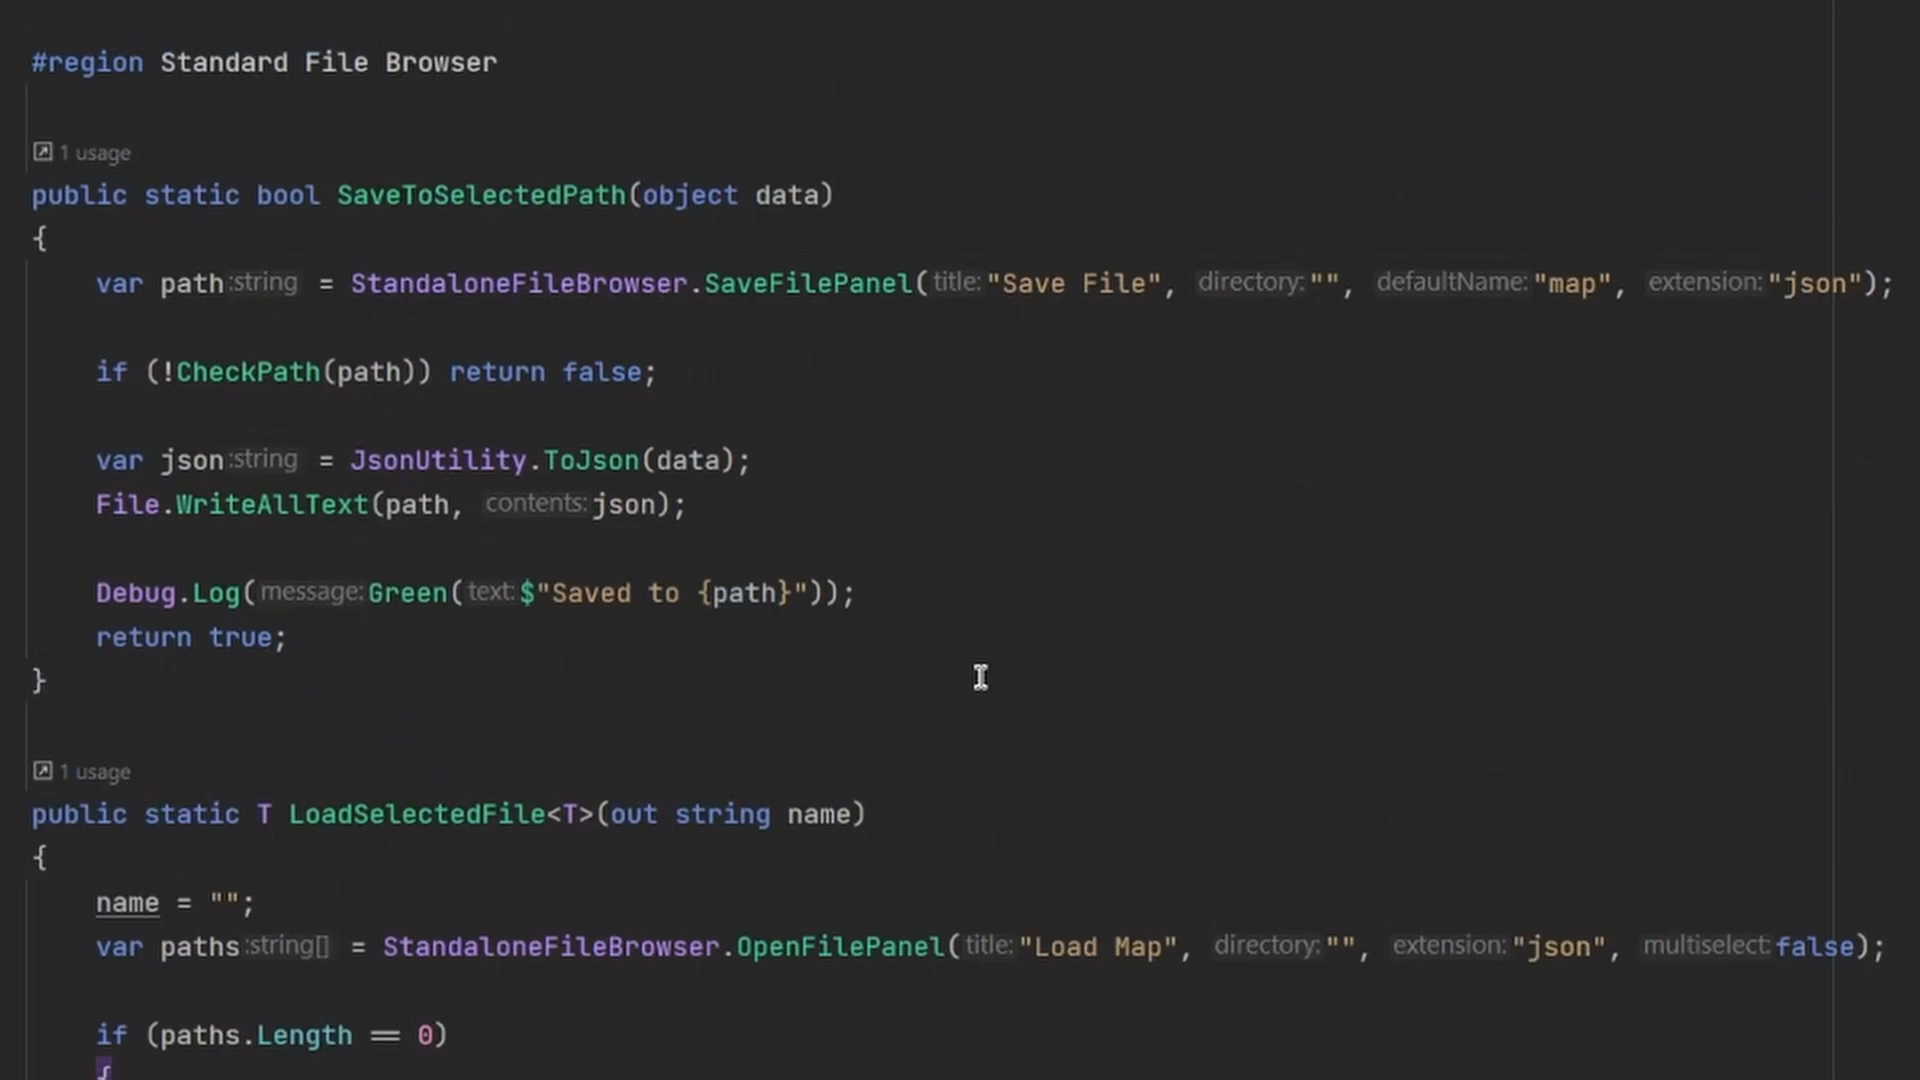 #region Standard File Browser
1 usage
public static bool SaveToSelectedPath(object data)
{
var path :string = StandaloneFileBrowser.SaveFilePanel( title: "Save File", directory: "", defaultName: "map", extension: "json");
if (!CheckPath(path)) return false;
var json :string = JsonUtility.ToJson(data);
File.WriteAllText(path, contents: json);
Debug.Log( message: Green( text: $"Saved to {path}"));
return true;
}
1 usage
public static T LoadSelectedFile<T>(out string name)
{
name = "";
var paths :string[] = StandaloneFileBrowser.OpenFilePanel( title: "Load Map", directory: "", extension: "json", multiselect: false);
if (paths.Length == 0)
{